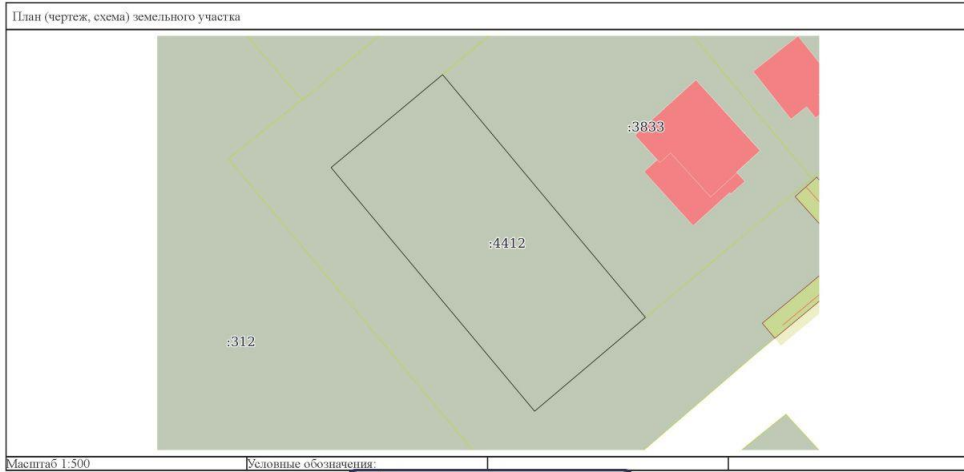 План (чертеж, схема) земельного участка
:3833
:4412
:312
Масштаб 1:500
Условные обозначения: